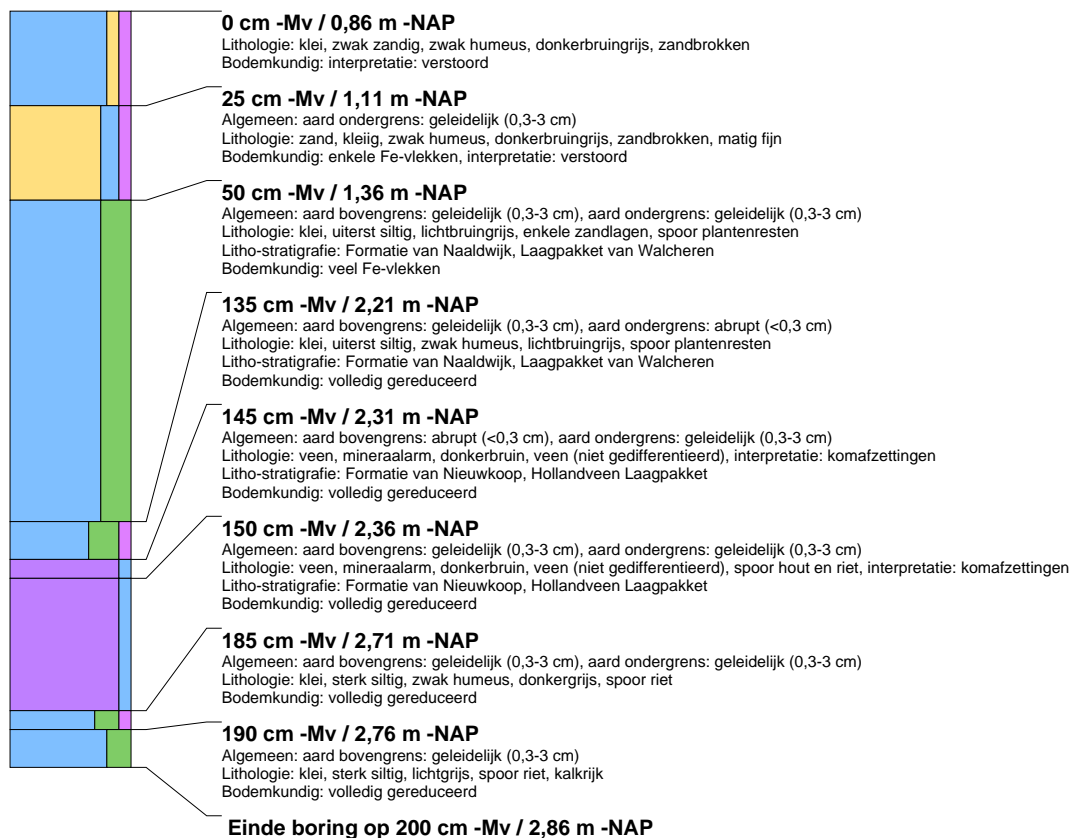 0 cm -Mv / 0,86 m -NAP
Lithologie: klei, zwak zandig, zwak humeus, donkerbruingrijs, zandbrokken
Bodemkundig: interpretatie: verstoord
25 cm -Mv / 1,11 m -NAP
Algemeen: aard ondergrens: geleidelijk (0,3-3 cm)
Lithologie: zand, kleiig, zwak humeus, donkerbruingrijs, zandbrokken, matig fijn
Bodemkundig: enkele Fe-vlekken, interpretatie: verstoord
50 cm -Mv / 1,36 m -NAP
Algemeen: aard bovengrens: geleidelijk (0,3-3 cm), aard ondergrens: geleidelijk (0,3-3 cm)
Lithologie: klei, uiterst siltig, lichtbruingrijs, enkele zandlagen, spoor plantenresten
Litho-stratigrafie: Formatie van Naaldwijk, Laagpakket van Walcheren
Bodemkundig: veel Fe-vlekken
135 cm -Mv / 2,21 m -NAP
Algemeen: aard bovengrens: geleidelijk (0,3-3 cm), aard ondergrens: abrupt (<0,3 cm)
Lithologie: klei, uiterst siltig, zwak humeus, lichtbruingrijs, spoor plantenresten
Litho-stratigrafie: Formatie van Naaldwijk, Laagpakket van Walcheren
Bodemkundig: volledig gereduceerd
145 cm -Mv / 2,31 m -NAP
Algemeen: aard bovengrens: abrupt (<0,3 cm), aard ondergrens: geleidelijk (0,3-3 cm)
Lithologie: veen, mineraalarm, donkerbruin, veen (niet gedifferentieerd), interpretatie: komafzettingen
Litho-stratigrafie: Formatie van Nieuwkoop, Hollandveen Laagpakket
Bodemkundig: volledig gereduceerd
150 cm -Mv / 2,36 m -NAP
Algemeen: aard bovengrens: geleidelijk (0,3-3 cm), aard ondergrens: geleidelijk (0,3-3 cm)
Lithologie: veen, mineraalarm, donkerbruin, veen (niet gedifferentieerd), spoor hout en riet, interpretatie: komafzettingen
Litho-stratigrafie: Formatie van Nieuwkoop, Hollandveen Laagpakket
Bodemkundig: volledig gereduceerd
185 cm -Mv / 2,71 m -NAP
Algemeen: aard bovengrens: geleidelijk (0,3-3 cm), aard ondergrens: geleidelijk (0,3-3 cm)
Lithologie: klei, sterk siltig, zwak humeus, donkergrijs, spoor riet
Bodemkundig: volledig gereduceerd
190 cm -Mv / 2,76 m -NAP
Algemeen: aard bovengrens: geleidelijk (0,3-3 cm)
Lithologie: klei, sterk siltig, lichtgrijs, spoor riet, kalkrijk
Bodemkundig: volledig gereduceerd
Einde boring op 200 cm -Mv / 2,86 m -NAP